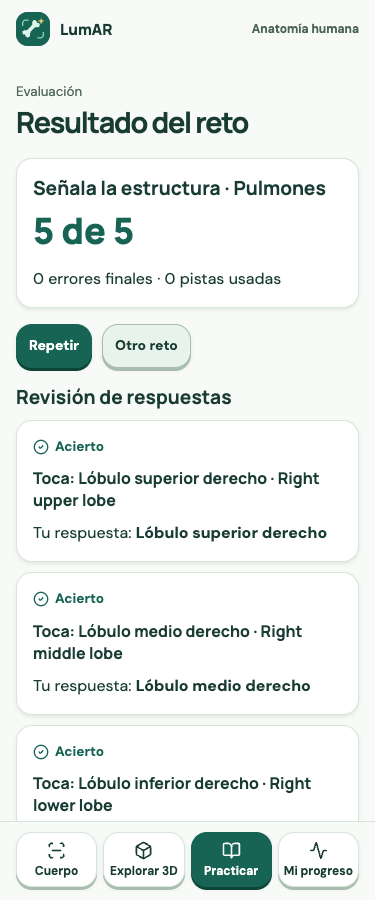 LumAR
Anatomía humana
Evaluación
Resultado del reto
Señala la estructura · Pulmones
5 de 5
0 errores finales · 0 pistas usadas
Repetir
Otro reto
Revisión de respuestas
Acierto
Toca: Lóbulo superior derecho · Right
upper lobe
Tu respuesta: Lóbulo superior derecho
Acierto
Toca: Lóbulo medio derecho · Right
middle lobe
Tu respuesta: Lóbulo medio derecho
Acierto
Toca: Lóbulo inferior derecho · Right
lower lobe
Cuerpo
Explorar 3D
Practicar
Mi progreso